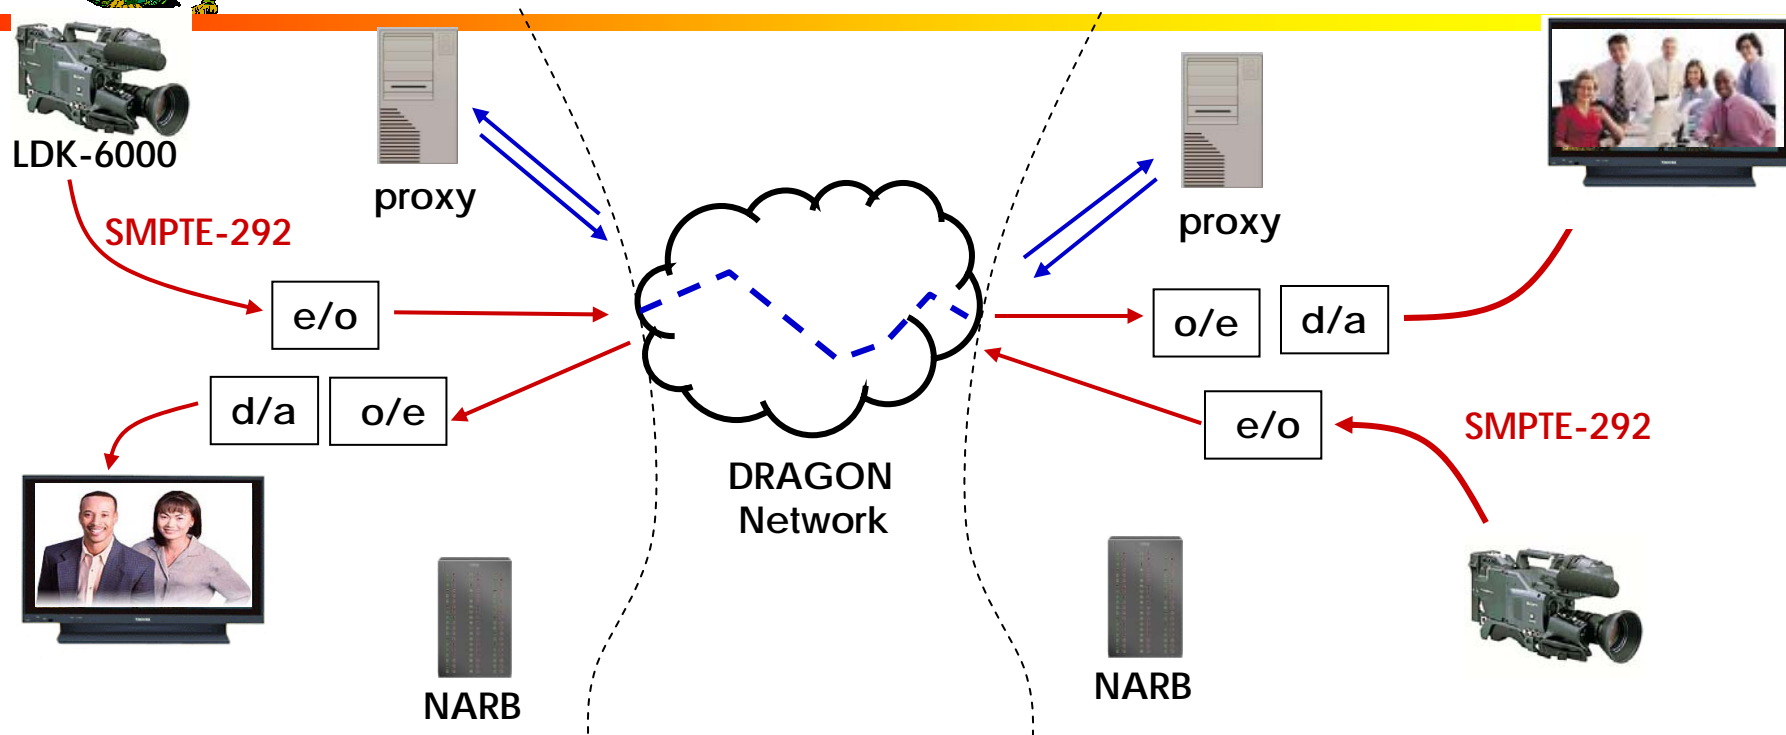 LDK-6000
proxy
proxy
SMPTE-292
e/o
o/e
d/a
d/a
o/e
e/o
SMPTE-292
DRAGON
Network
NARB
NARB